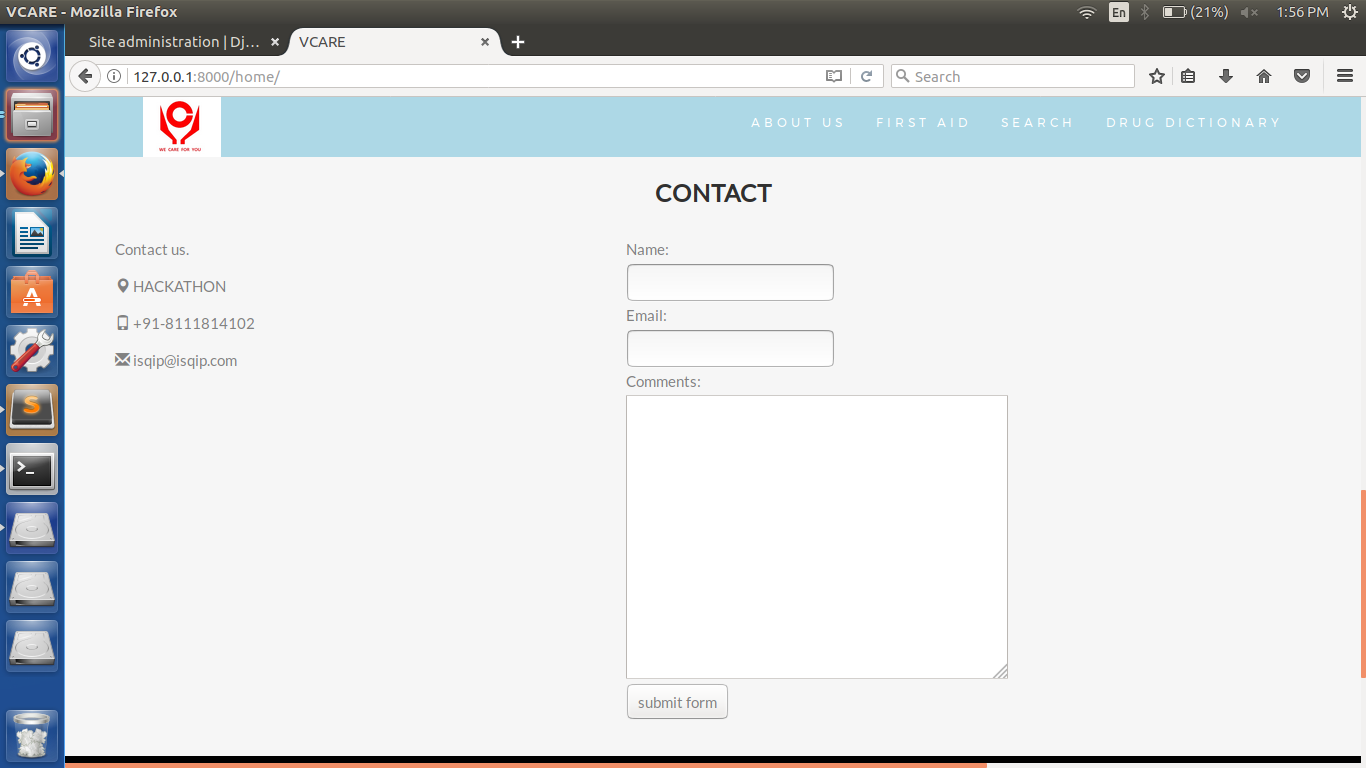 VCARE - Mozilla Firefox
En
(21%)
1:56 PM
Site administration | Dj...
VCARE
127.0.0.1:8000/home/
Search
WE CARE FOR YOU
ABOUT US
FIRST AID
SEARCH
DRUG DICTIONARY
CONTACT
Contact us.
HACKATHON
+91-8111814102
isqip@isqip.com
Name:
Email:
Comments:
submit form